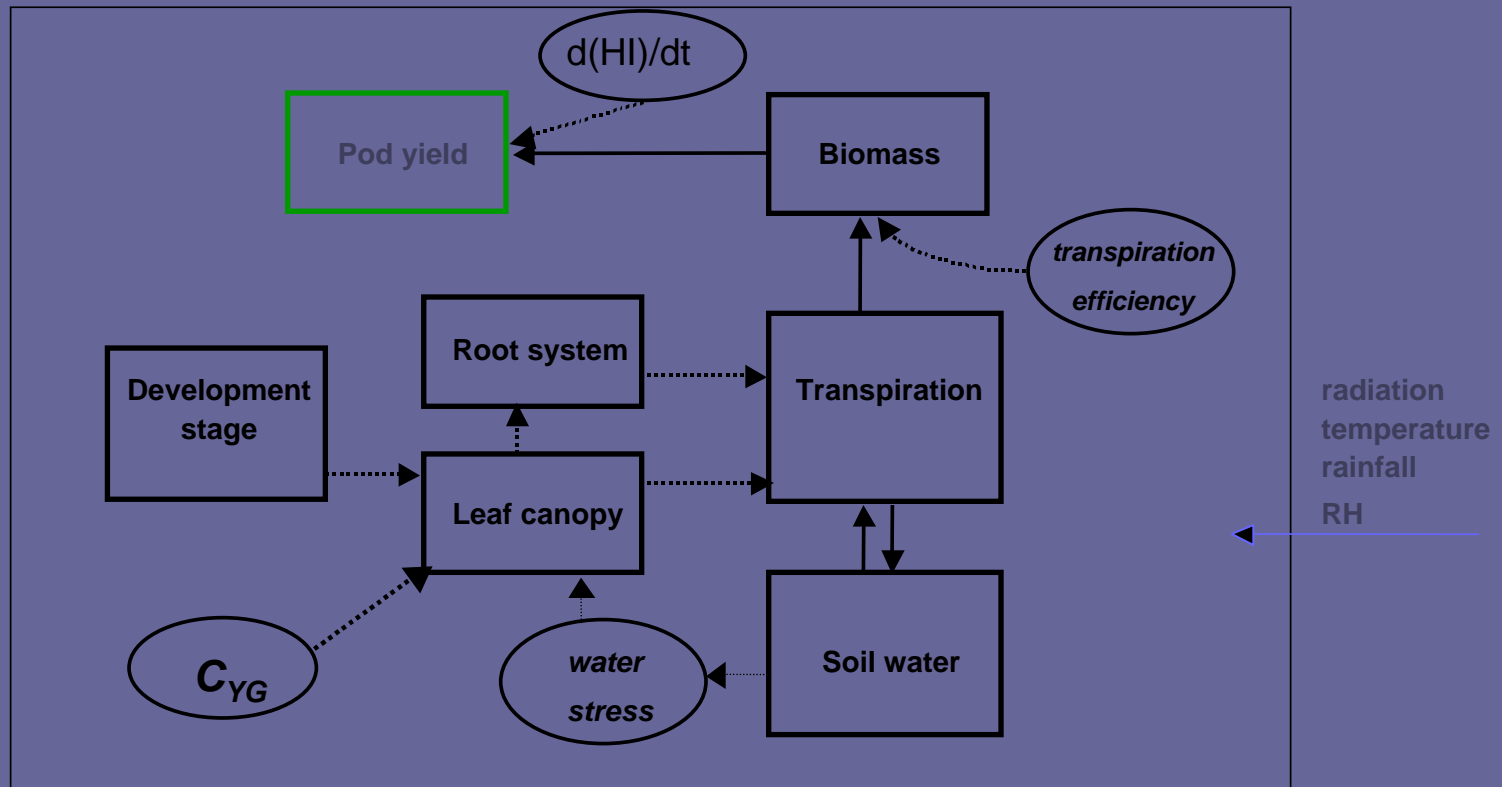 d(HI)/dt
Pod yield
Biomass
transpiration
efficiency
Root system
Development
stage
Transpiration
radiation
temperature
rainfall
RH
Leaf canopy
C_YG
water
stress
Soil water